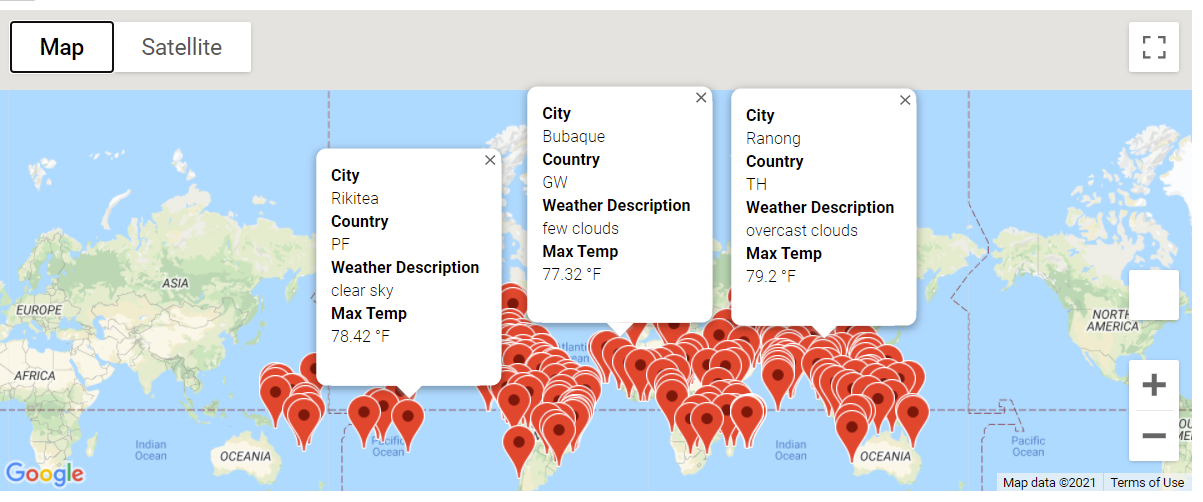 Map
Satellite
City
Rikitea
Country
PF
Weather Description
clear sky
Max Temp
78.42 °F
City
Bubaque
Country
GW
Weather Description
few clouds
Max Temp
77.32 °F
City
Ranong
Country
TH
Weather Description
overcast clouds
Max Temp
79.2 °F
ASIA
EUROPE
AFRICA
NORTH
AMERICA
Indian
Ocean
OCEANIA
Pacific
Ocean
Indian
Ocean
OCEANIA
Pacific
Ocean
Google
Map data ©2021
Terms of Use